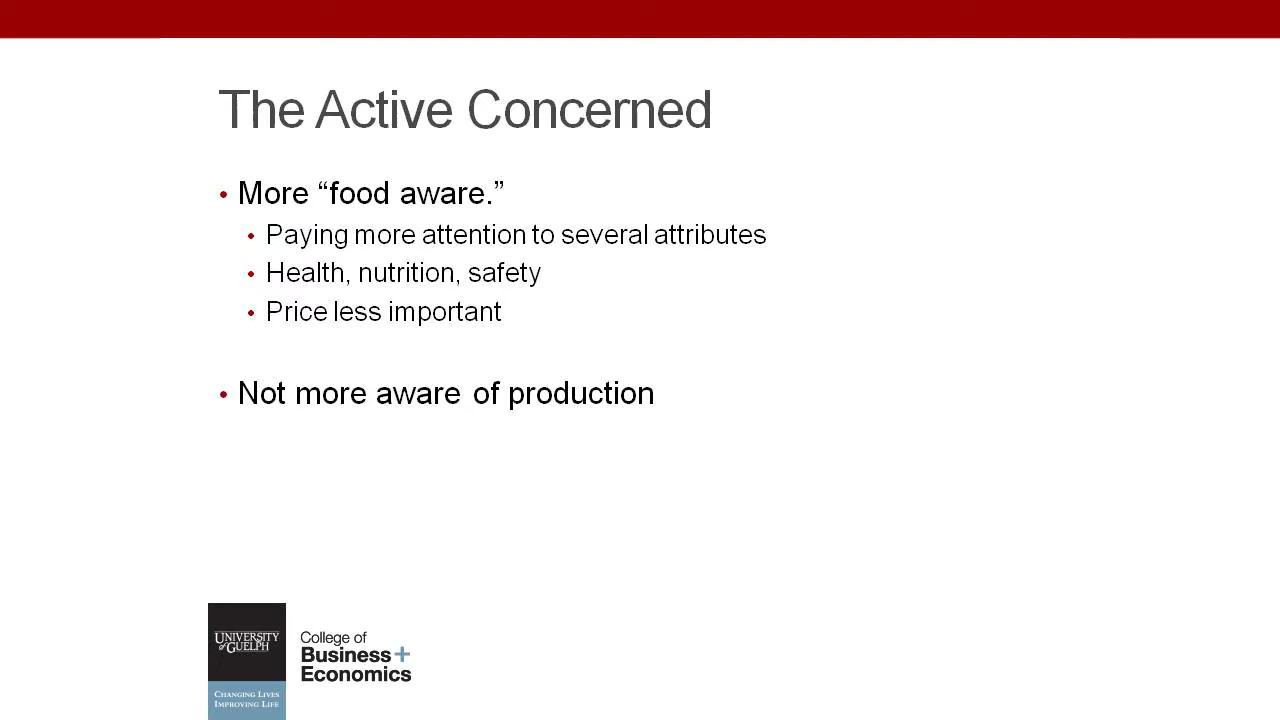 The Active Concerned
• More “food aware.”
• Paying more attention to several attributes
• Health, nutrition, safety
• Price less important
• Not more aware of production
UNIVERSITY
of GUELPH
CHANGING LIVES
IMPROVING LIFE
College of
Business+
Economics